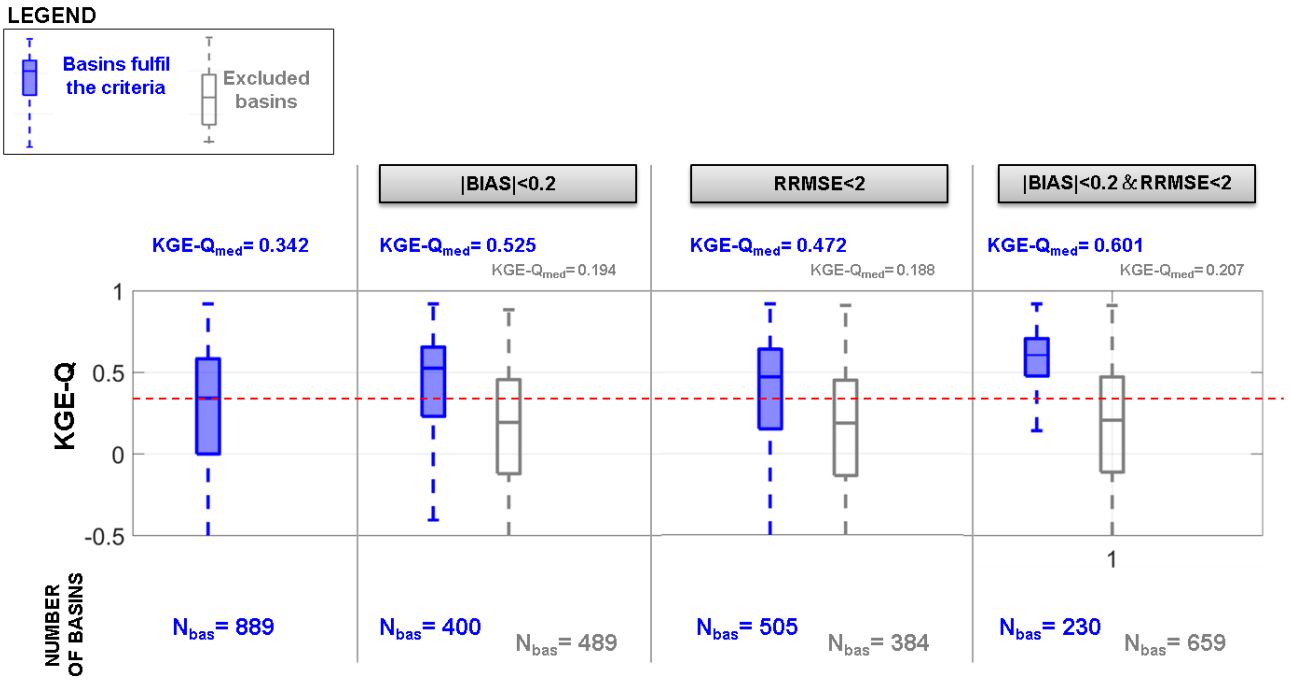 LEGEND
Basins fulfil
the criteria
Excluded
basins
|BIAS|<0.2
RRMSE<2
|BIAS|<0.2 & RRMSE<2
KGE-Qmed= 0.342
KGE-Qmed= 0.525
KGE-Qmed= 0.472
KGE-Qmed= 0.601
KGE-Qmed= 0.194
KGE-Qmed= 0.188
KGE-Qmed= 0.207
KGE-Q
1
0.5
0
-0.5
1
NUMBER
OF BASINS
Nbas= 889
Nbas= 400
Nbas= 489
Nbas= 505
Nbas= 384
Nbas= 230
Nbas= 659